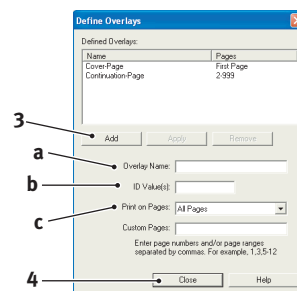 Define Overlays
Defined Overlays:
Name Pages
Cover-Page First Page
Continuation-Page 2-999
3
Add Apply Remove
a Overlay Name:
b ID Value(s):
c Print on Pages: All Pages
Custom Pages:
Enter page numbers and/or page ranges
separated by commas. For example, 1,3,5-12
4 Close Help